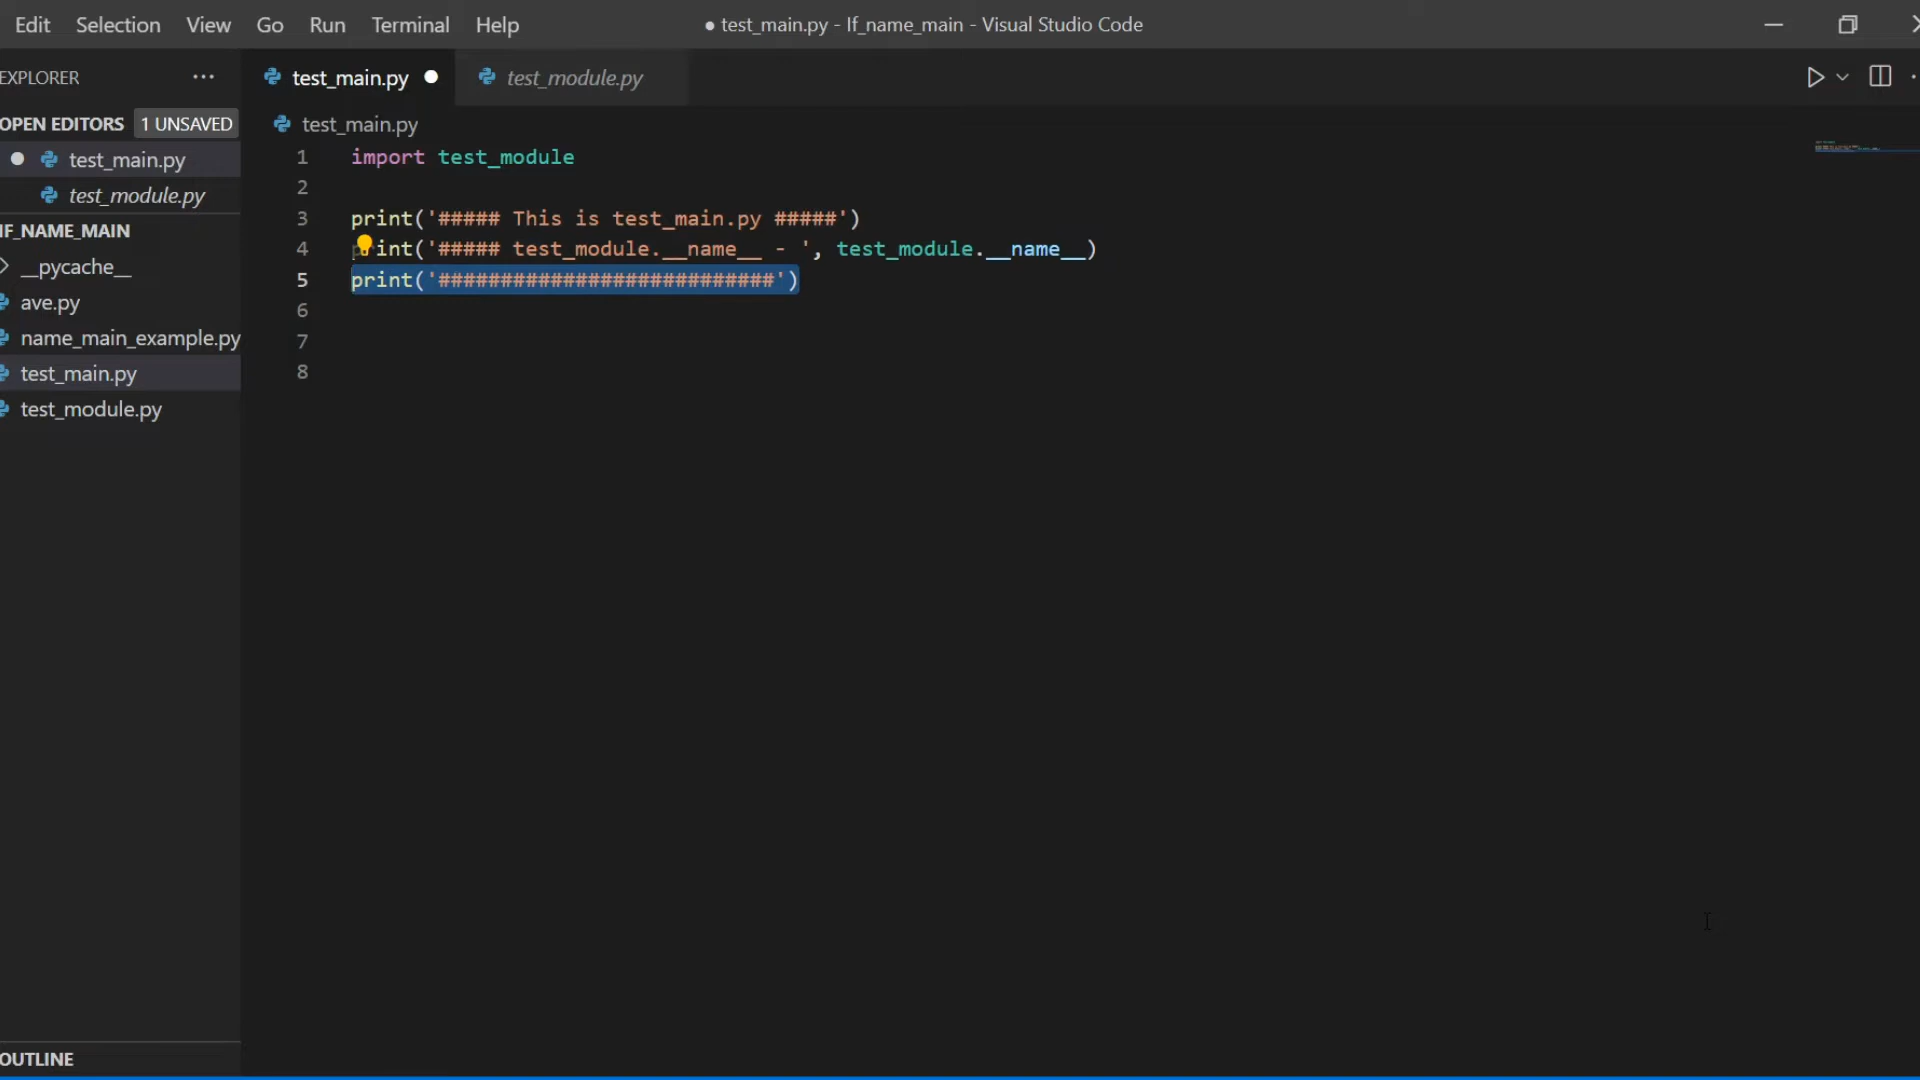 Edit Selection View Go Run Terminal Help ● test_main.py - If_name_main - Visual Studio Code
EXPLORER ···
test_main.py ● test_module.py
OPEN EDITORS 1 UNSAVED
● test_main.py
test_module.py
IF_NAME_MAIN
> __pycache__
ave.py
name_main_example.py
test_main.py
test_module.py
OUTLINE
test_main.py
1 import test_module
2
3 print('##### This is test_main.py #####')
4 print('##### test_module.__name__ - ', test_module.__name__)
5 print('###########################')
6
7
8